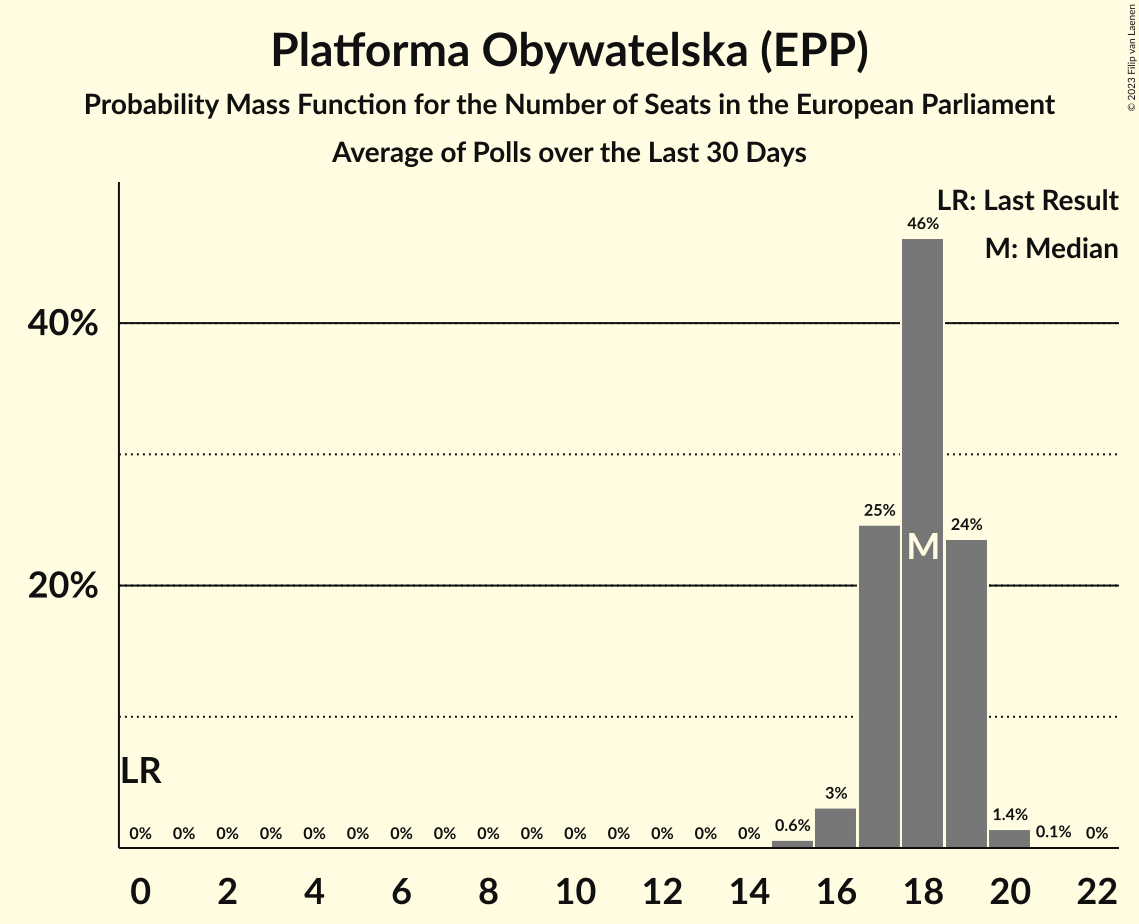 Platforma Obywatelska (EPP)
Probability Mass Function for the Number of Seats in the European Parliament
Average of Polls over the Last 30 Days
© 2023 Filip van Laenen
LR: Last Result
M: Median
46%
40%
25%
24%
M
20%
LR
3%
1.4%
0.6%
0.1%
0% 0% 0% 0% 0% 0% 0% 0% 0% 0% 0% 0% 0% 0% 0% 0%
0 2 4 6 8 10 12 14 16 18 20 22